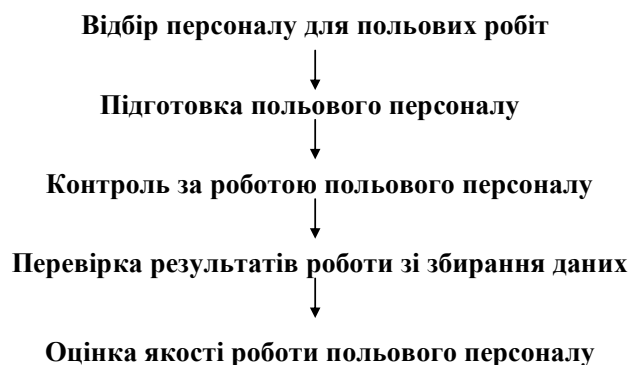 Відбір персоналу для польових робіт
Підготовка польового персоналу
Контроль за роботою польового персоналу
Перевірка результатів роботи зі збирання даних
Оцінка якості роботи польового персоналу